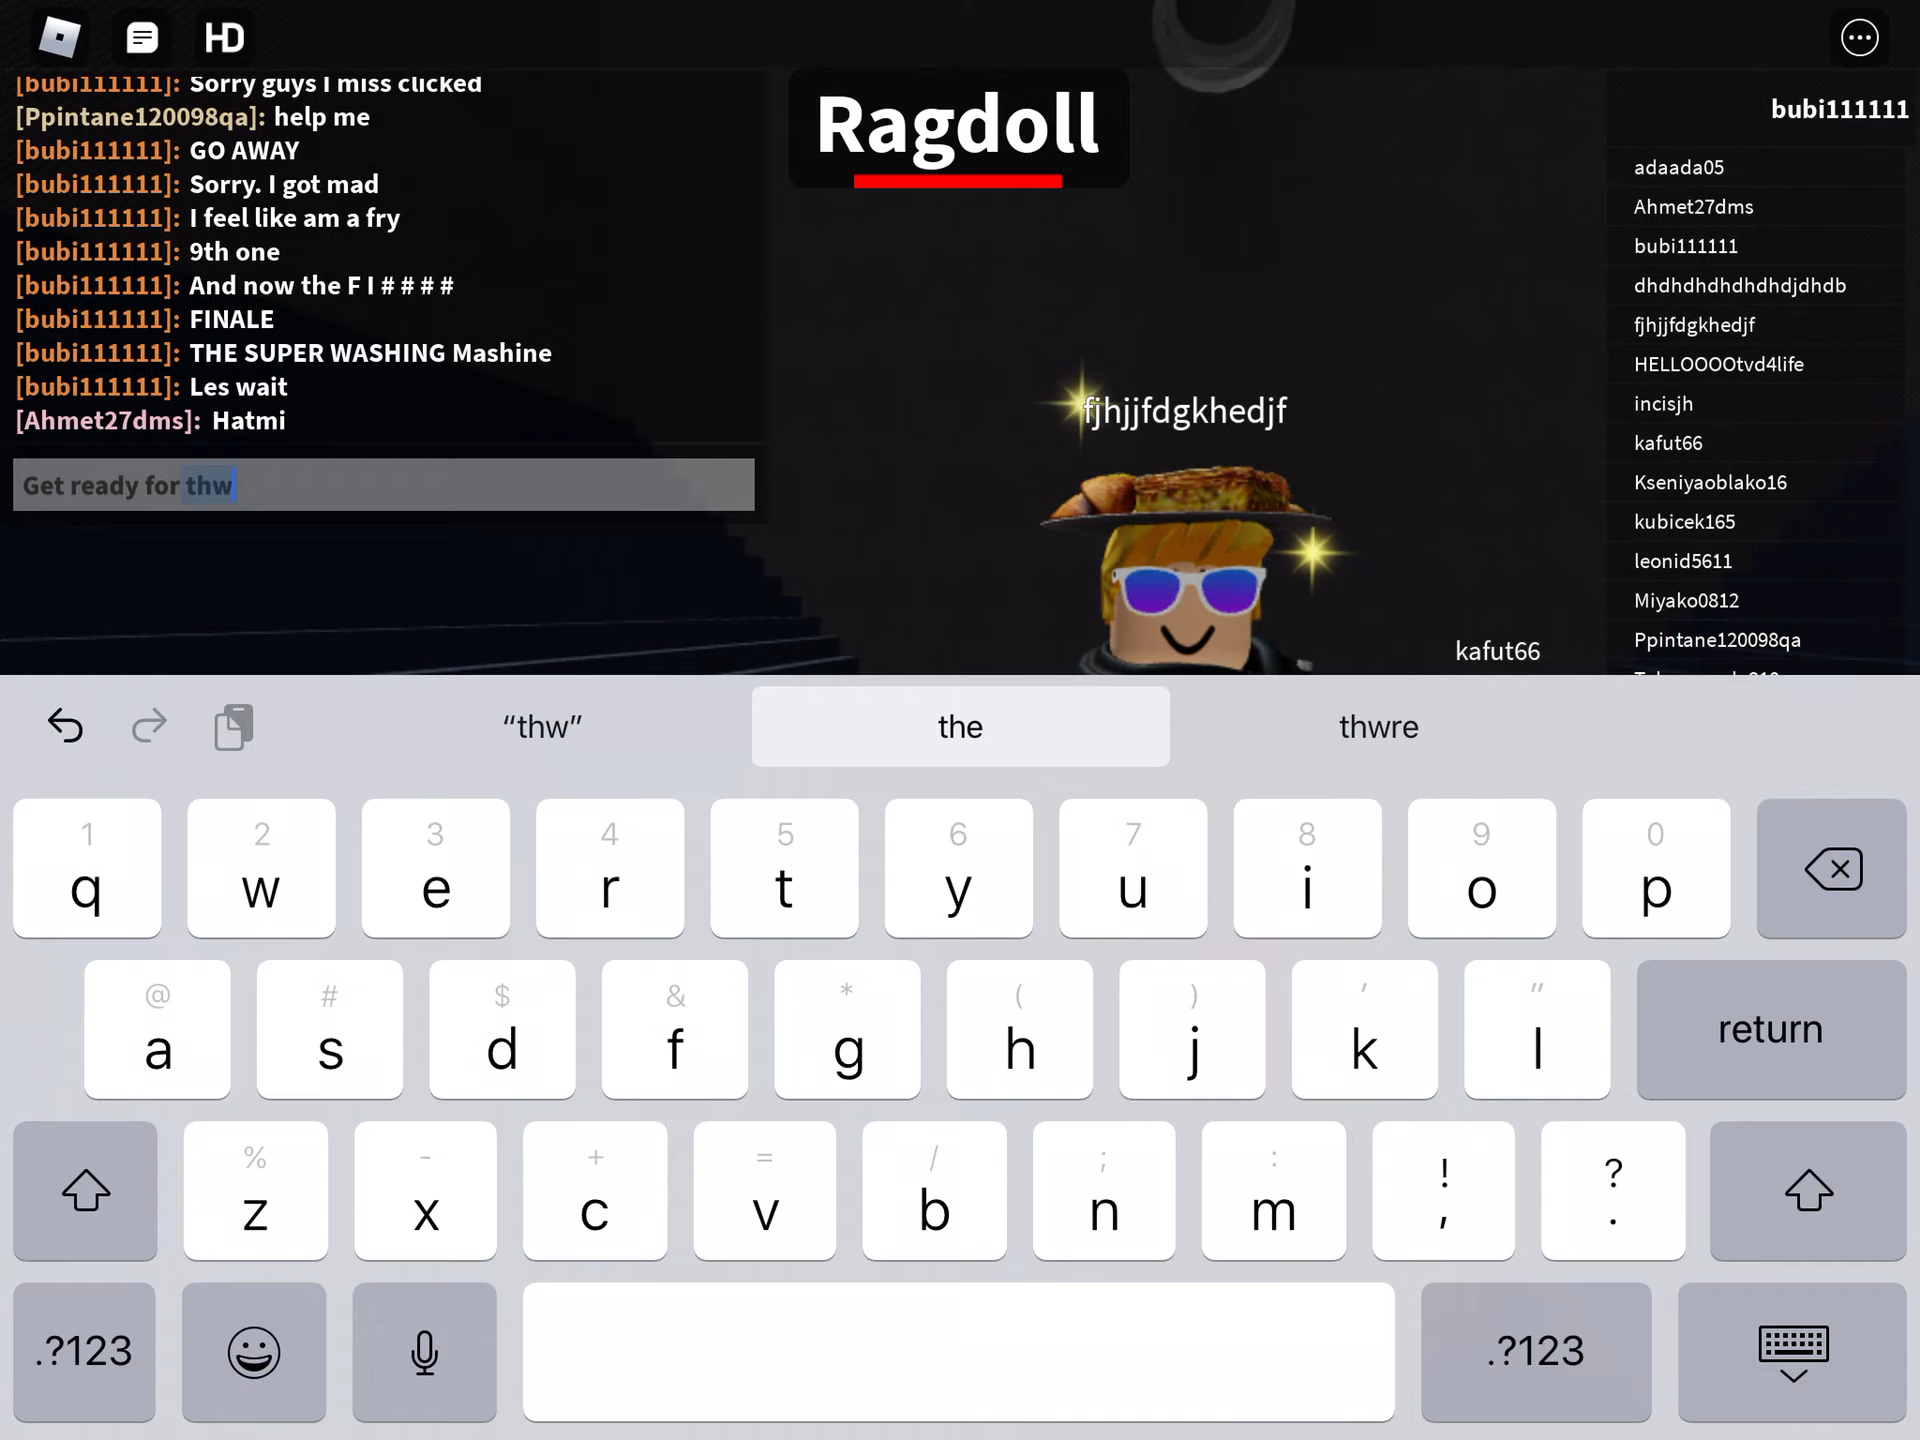 HD
[bubi111111]: Sorry guys I miss clicked
[Ppintane120098qa]: help me
[bubi111111]: GO AWAY
[bubi111111]: Sorry. I got mad
[bubi111111]: I feel like am a fry
[bubi111111]: 9th one
[bubi111111]: And now the F I # # # #
[bubi111111]: FINALE
[bubi111111]: THE SUPER WASHING Mashine
[bubi111111]: Les wait
[Ahmet27dms]: Hatmi
Get ready for thw
Ragdoll
fjhjjfdgkhedjf
kafut66
bubi111111
adaada05
Ahmet27dms
bubi111111
dhdhdhdhdhdhdjdhdb
fjhjjfdgkhedjf
HELLOOOOtvd4life
incisjh
kafut66
Kseniyaoblako16
kubicek165
leonid5611
Miyako0812
Ppintane120098qa
“thw” the thwre
1 2 3 4 5 6 7 8 9 0
q w e r t y u i o p
@ # $ & * ( ) ' "
a s d f g h j k l return
% - + = / ; : ! ?
z x c v b n m , .
.?123 .?123